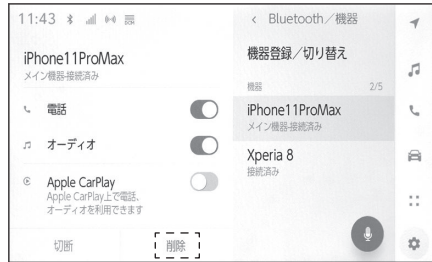 11:43
iPhone11ProMax
メイン機器-接続済み
電話
オーディオ
Apple CarPlay
Apple CarPlay上で電話、
オーディオを利用できます
切断
削除
< Bluetooth／機器
機器登録／切り替え
機器 2/5
iPhone11ProMax
メイン機器-接続済み
Xperia 8
接続済み